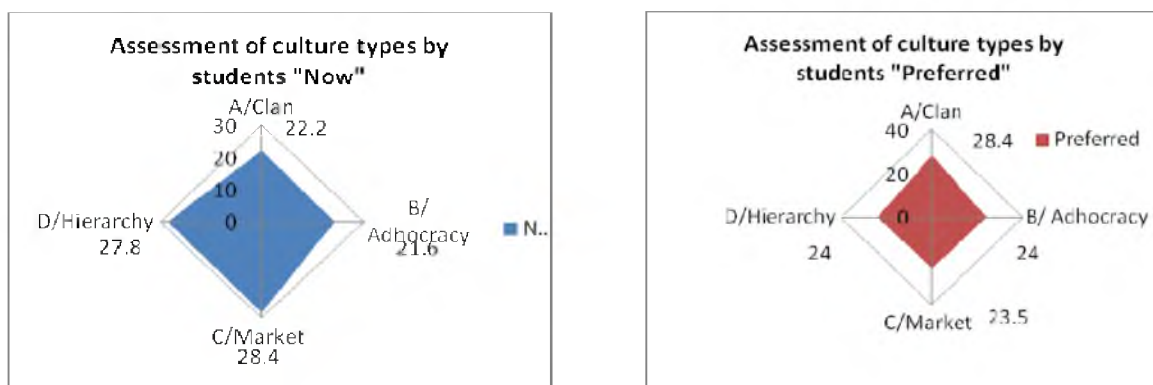 Assessment of culture types by
students "Now"
A/Clan
30
22.2
20
10
0
D/Hierarchy
27.8
B/
Adhocracy
21.6
N..
C/Market
28.4
Assessment of culture types by
students "Preferred"
A/Clan
40
28.4
Preferred
20
0
D/Hierarchy
24
B/ Adhocracy
24
C/Market
23.5